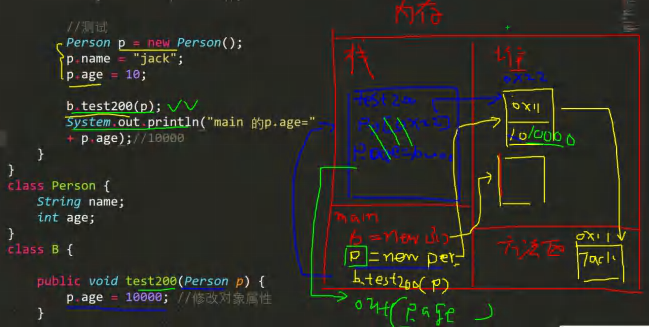 //测试
Person p = new Person();
p.name = "jack";
p.age = 10;
b.test200(p);
System.out.println("main 的p.age="
+ p.age);//10000
}
}
class Person {
String name;
int age;
}
class B {
public void test200(Person p) {
p.age = 10000; //修改对象属性
}
内存
栈
堆
test200
0x11
10000
main
p = new per
b.test200(p)
方法区
0x11
Jack